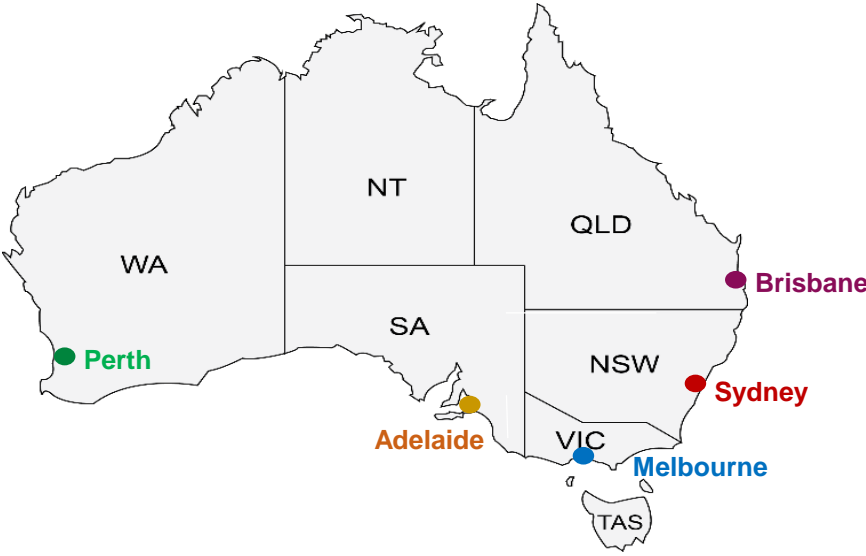 NT
QLD
WA
Brisbane
SA
Perth
NSW
Sydney
Adelaide
VIC
Melbourne
TAS